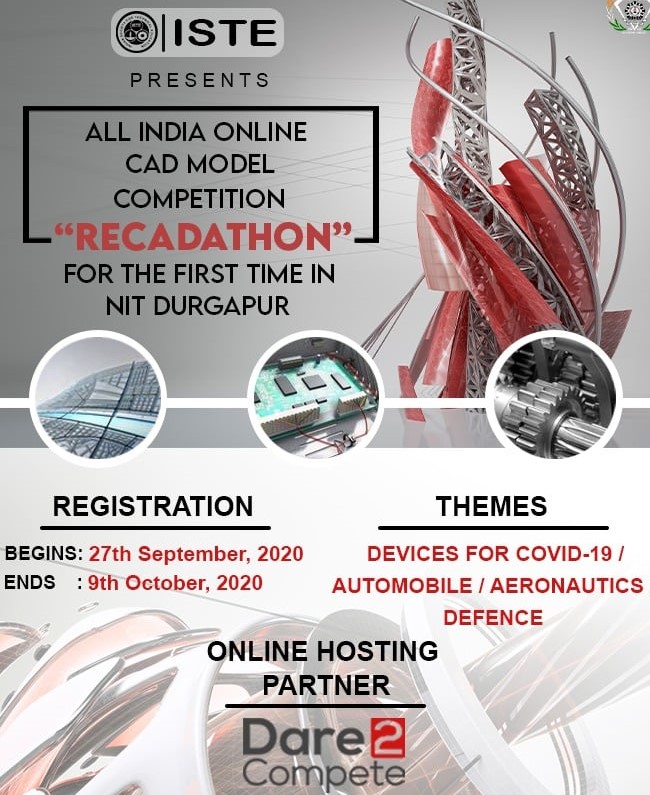 ISTE
PRESENTS
ALL INDIA ONLINE
CAD MODEL
COMPETITION
“RECADATHON”
FOR THE FIRST TIME IN
NIT DURGAPUR
REGISTRATION
BEGINS: 27th September, 2020
ENDS : 9th October, 2020
THEMES
DEVICES FOR COVID-19 /
AUTOMOBILE / AERONAUTICS
DEFENCE
ONLINE HOSTING
PARTNER
Dare2
Compete